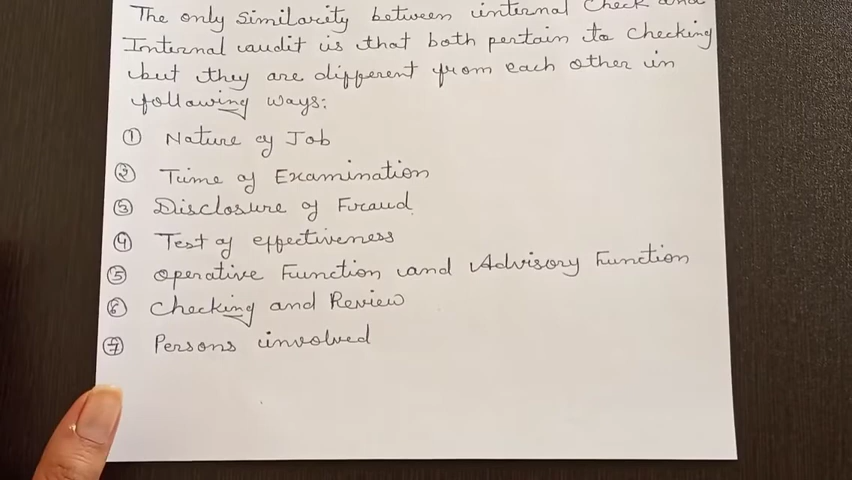 The only similarity between internal check and
Internal audit is that both pertain to checking
but they are different from each other in
following ways:
① Nature of Job
② Time of Examination
③ Disclosure of Fraud
④ Test of effectiveness
⑤ Operative Function and Advisory Function
⑥ Checking and Review
⑦ Persons involved